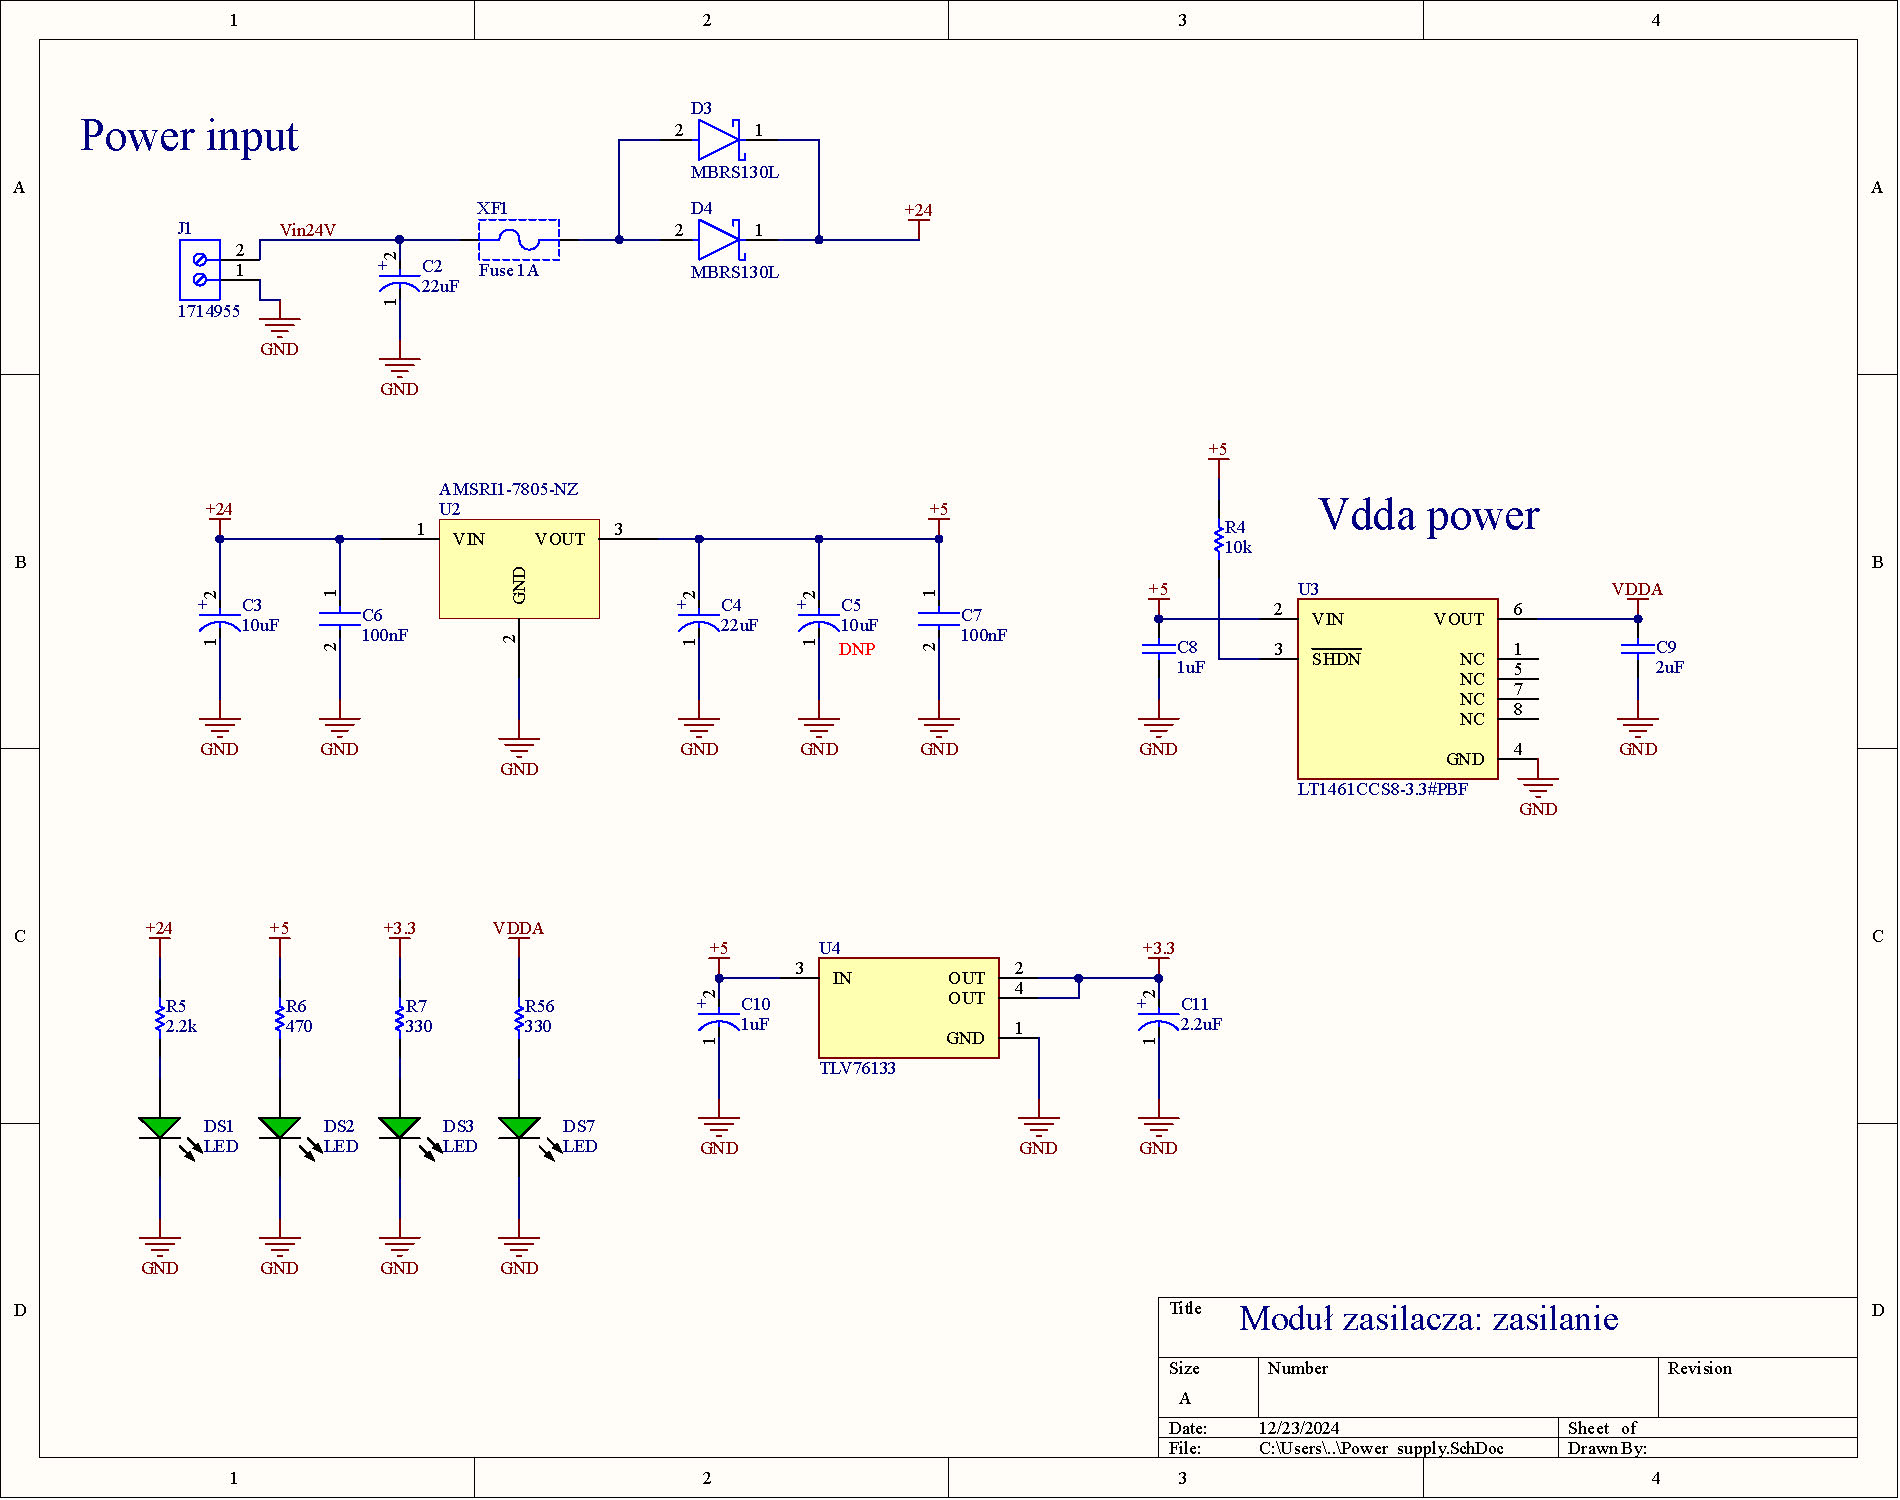 1 2 3 4
A A
B B
C C
D D
Power input
J1
2
1
1714955
GND
Vin24V
+ 2
C2
22uF
1
GND
XF1
Fuse 1A
D3
2 1
MBRS130L
D4
2 1
MBRS130L
+24
+24
+ 2
C3
10uF
1
GND
1
C6
100nF
2
GND
AMSRI1-7805-NZ
U2
1 VIN VOUT 3
GND
2
GND
+ 2
C4
22uF
1
GND
+ 2
C5
10uF
DNP
1
GND
+5
1
C7
100nF
2
GND
Vdda power
+5
R4
10k
+5
C8
1uF
GND
U3
2 VIN VOUT 6
3 SHDN NC 1
NC 5
NC 7
NC 8
GND 4
LT1461CCS8-3.3#PBF
GND
VDDA
C9
2uF
GND
+24
R5
2.2k
DS1
LED
GND
+5
R6
470
DS2
LED
GND
+3.3
R7
330
DS3
LED
GND
VDDA
R56
330
DS7
LED
GND
+5
+ 2
C10
1uF
1
GND
U4
3 IN OUT 2
OUT 4
GND 1
TLV76133
GND
+3.3
+ 2
C11
2.2uF
1
GND
Title Moduł zasilacza: zasilanie
Size Number Revision
A
Date: 12/23/2024 Sheet of
File: C:\Users\..\Power supply.SchDoc Drawn By:
1 2 3 4